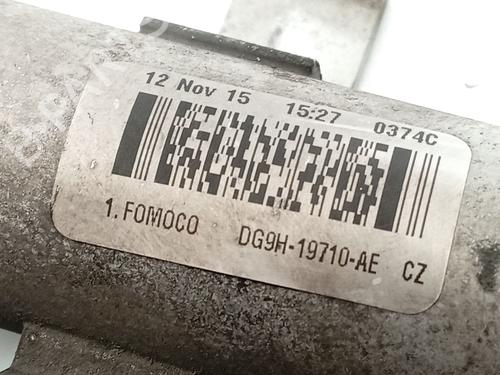 12 Nov 15 15:27 0374C
1. FOMOCO DG9H-19710-AE CZ